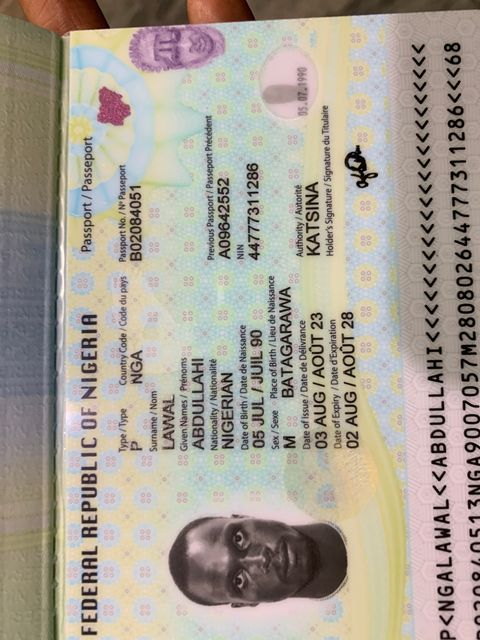 FEDERAL REPUBLIC OF NIGERIA
Passport / Passeport
Type / Type Country Code / Code du pays Passport No. / Nº Passeport
P NGA B02084051
Surname / Nom
LAWAL
Given Names / Prénoms
ABDULLAHI
Nationality / Nationalité Previous Passport / Passeport Précédent
NIGERIAN A09642552
Date of Birth / Date de Naissance NIN
05 JUL / JUIL 90 44777311286
Sex / Sexe Place of Birth / Lieu de Naissance
M BATAGARAWA
05.07.1990
Date of Issue / Date de Délivrance Authority / Autorité
03 AUG / AOÛT 23 KATSINA
Date of Expiry / Date d'Expiration Holder's Signature / Signature du Titulaire
02 AUG / AOÛT 28
P<NGALAWAL<<ABDULLAHI<<<<<<<<<<<<<<<<<<<<<<<
B020840513NGA9007057M28080264477731128​6<<<68